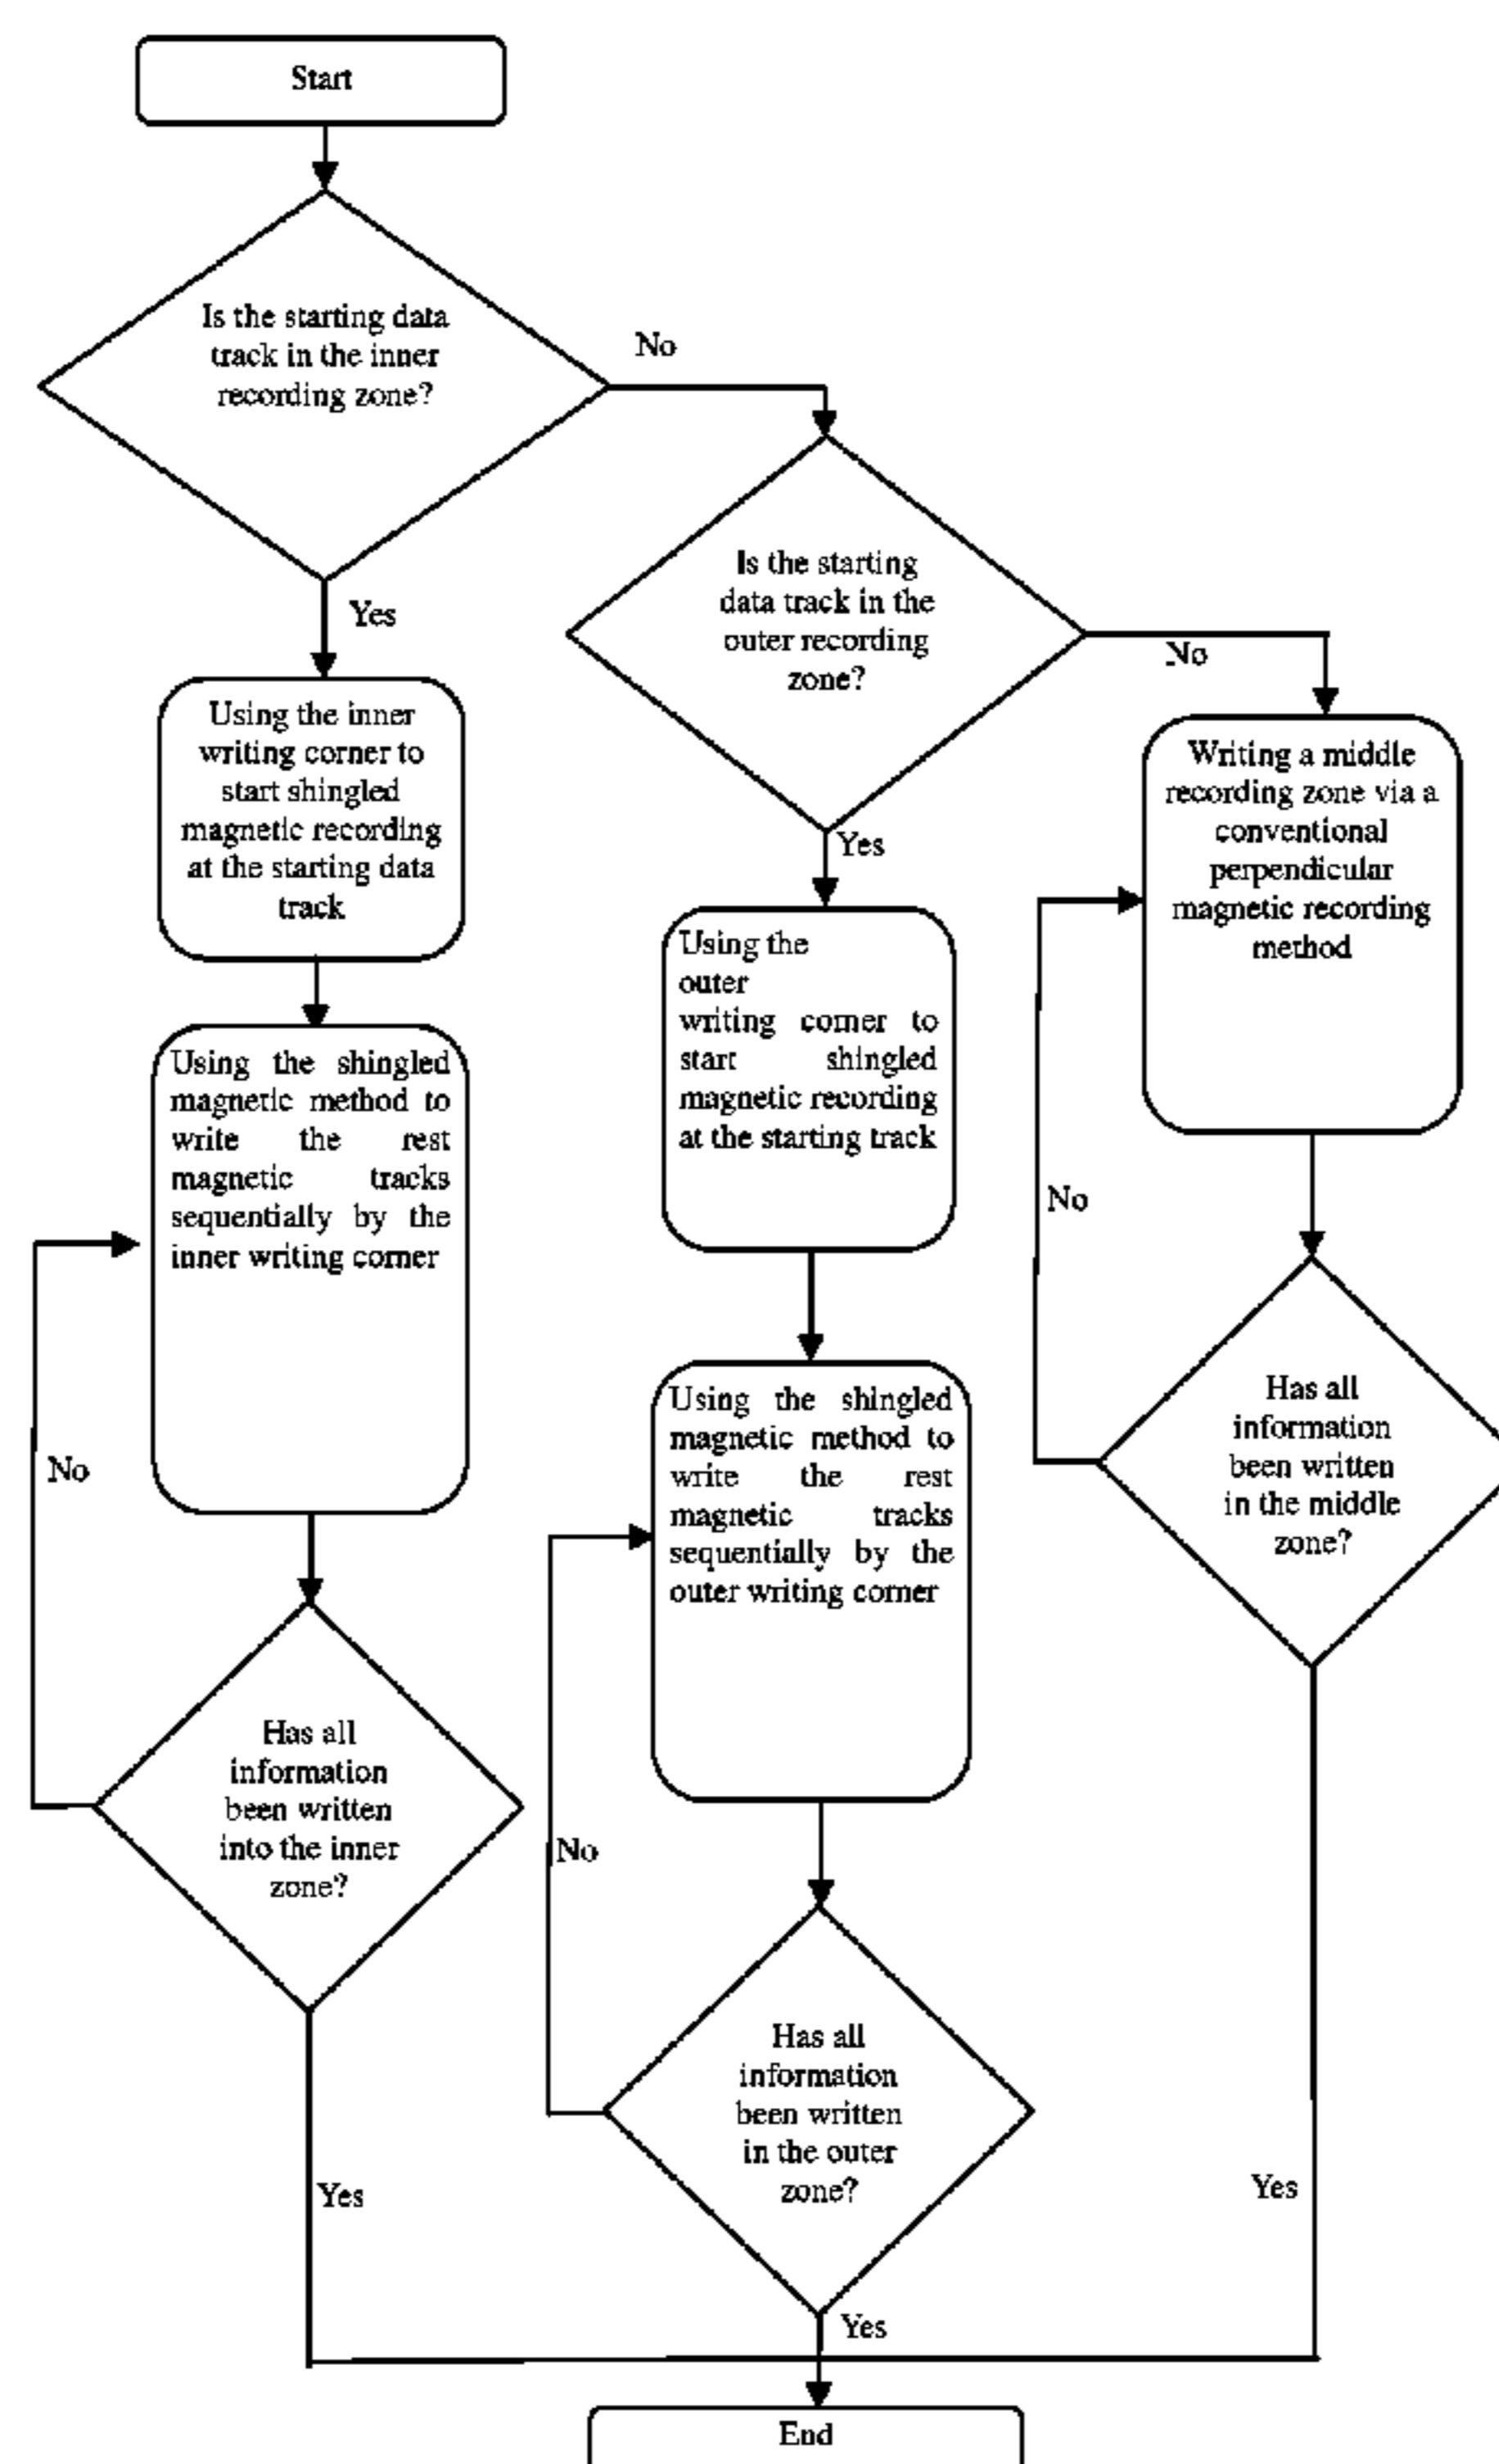 Start
Is the starting data
track in the inner
recording zone?
No
Yes
Is the starting
data track in the
outer recording
zone?
No
Yes
Using the inner
writing corner to
start shingled
magnetic recording
at the starting data
track
Writing a middle
recording zone via a
conventional
perpendicular
magnetic recording
method
Using the
outer
writing corner to
start shingled
magnetic recording
at the starting track
Using the shingled
magnetic method to
write the rest
magnetic tracks
sequentially by the
inner writing corner
No
No
Has all
information
been written
in the middle
zone?
Using the shingled
magnetic method to
write the rest
magnetic tracks
sequentially by the
outer writing corner
No
Has all
information
been written
into the inner
zone?
Has all
information
been written
in the outer
zone?
Yes
Yes
Yes
End